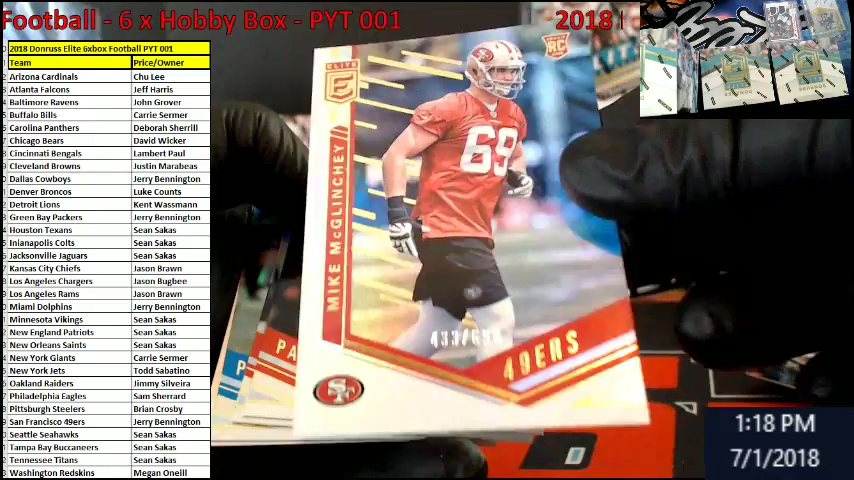 Football - 6 x Hobby Box - PYT 001
2018
2018 Donruss Elite 6xbox Football PYT 001
Team Price/Owner
Arizona Cardinals Chu Lee
Atlanta Falcons Jeff Harris
Baltimore Ravens John Grover
Buffalo Bills Carrie Sermer
Carolina Panthers Deborah Sherrill
Chicago Bears David Wicker
Cincinnati Bengals Lambert Paul
Cleveland Browns Justin Marabeas
Dallas Cowboys Jerry Bennington
Denver Broncos Luke Counts
Detroit Lions Kent Wassmann
Green Bay Packers Jerry Bennington
Houston Texans Sean Sakas
Inianapolis Colts Sean Sakas
Jacksonville Jaguars Sean Sakas
Kansas City Chiefs Jason Brawn
Los Angeles Chargers Jason Bugbee
Los Angeles Rams Jason Brawn
Miami Dolphins Jerry Bennington
Minnesota Vikings Sean Sakas
New England Patriots Sean Sakas
New Orleans Saints Sean Sakas
New York Giants Carrie Sermer
New York Jets Todd Sabatino
Oakland Raiders Jimmy Silveira
Philadelphia Eagles Sam Sherrard
Pittsburgh Steelers Brian Crosby
San Francisco 49ers Jerry Bennington
Seattle Seahawks Sean Sakas
Tampa Bay Buccaneers Sean Sakas
Tennessee Titans Sean Sakas
Washington Redskins Megan Oneill
ELITE
E
RC
69
MIKE McGLINCHEY
49ERS
SF
PA
P
1:18 PM
7/1/2018